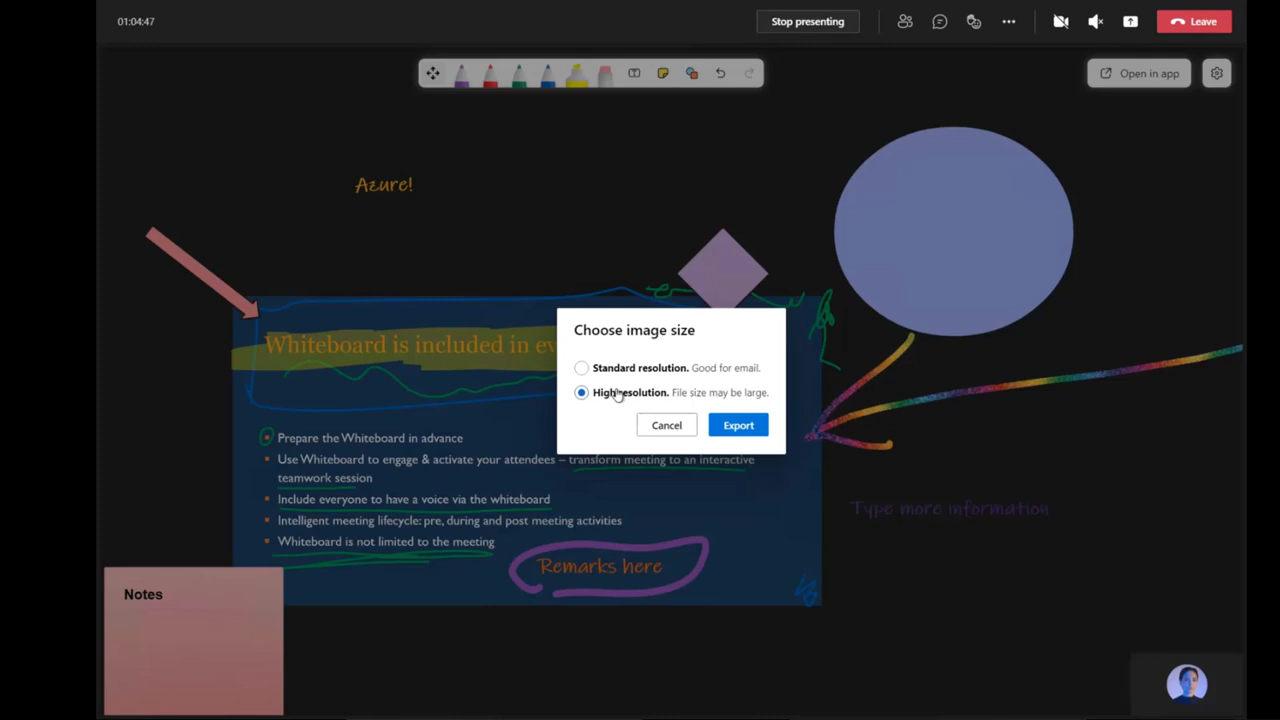 01:04:47
Stop presenting
Leave
Open in app
Azure!
Whiteboard is included in
Choose image size
Standard resolution. Good for email.
High resolution. File size may be large.
Cancel
Export
Prepare the Whiteboard in advance
Use Whiteboard to engage & activate your attendees – transform meeting to an interactive
teamwork session
Include everyone to have a voice via the whiteboard
Intelligent meeting lifecycle: pre, during and post meeting activities
Whiteboard is not limited to the meeting
Type more information
Remarks here
Notes